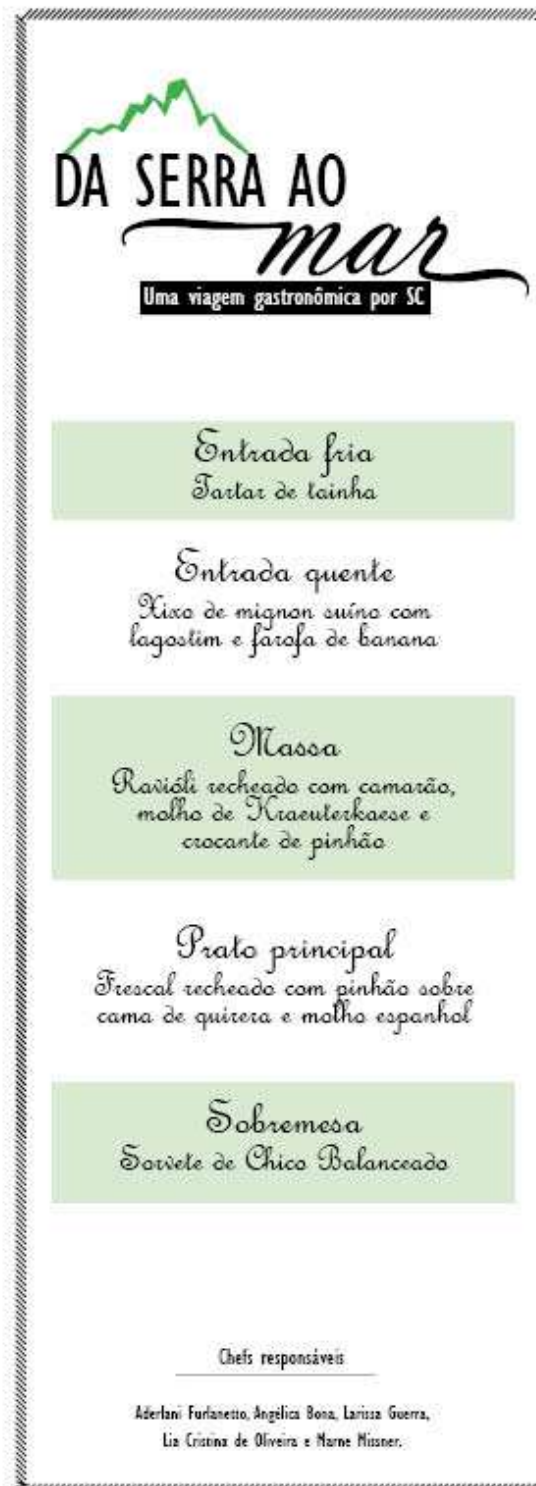 DA SERRA AO
mar
Uma viagem gastronômica por SC
Entrada fria
Tartar de tainha
Entrada quente
Xixo de mignon suíno com
lagostim e farofa de banana
Massa
Ravióli recheado com camarão,
molho de Kraeuterkaese e
crocante de pinhão
Prato principal
Frescal recheado com pinhão sobre
cama de quirera e molho espanhol
Sobremesa
Sorvete de Chico Balanceado
Chefs responsáveis
Aderlani Furlanetto, Angélica Bona, Larissa Guerra,
Lia Cristina de Oliveira e Marne Missner.